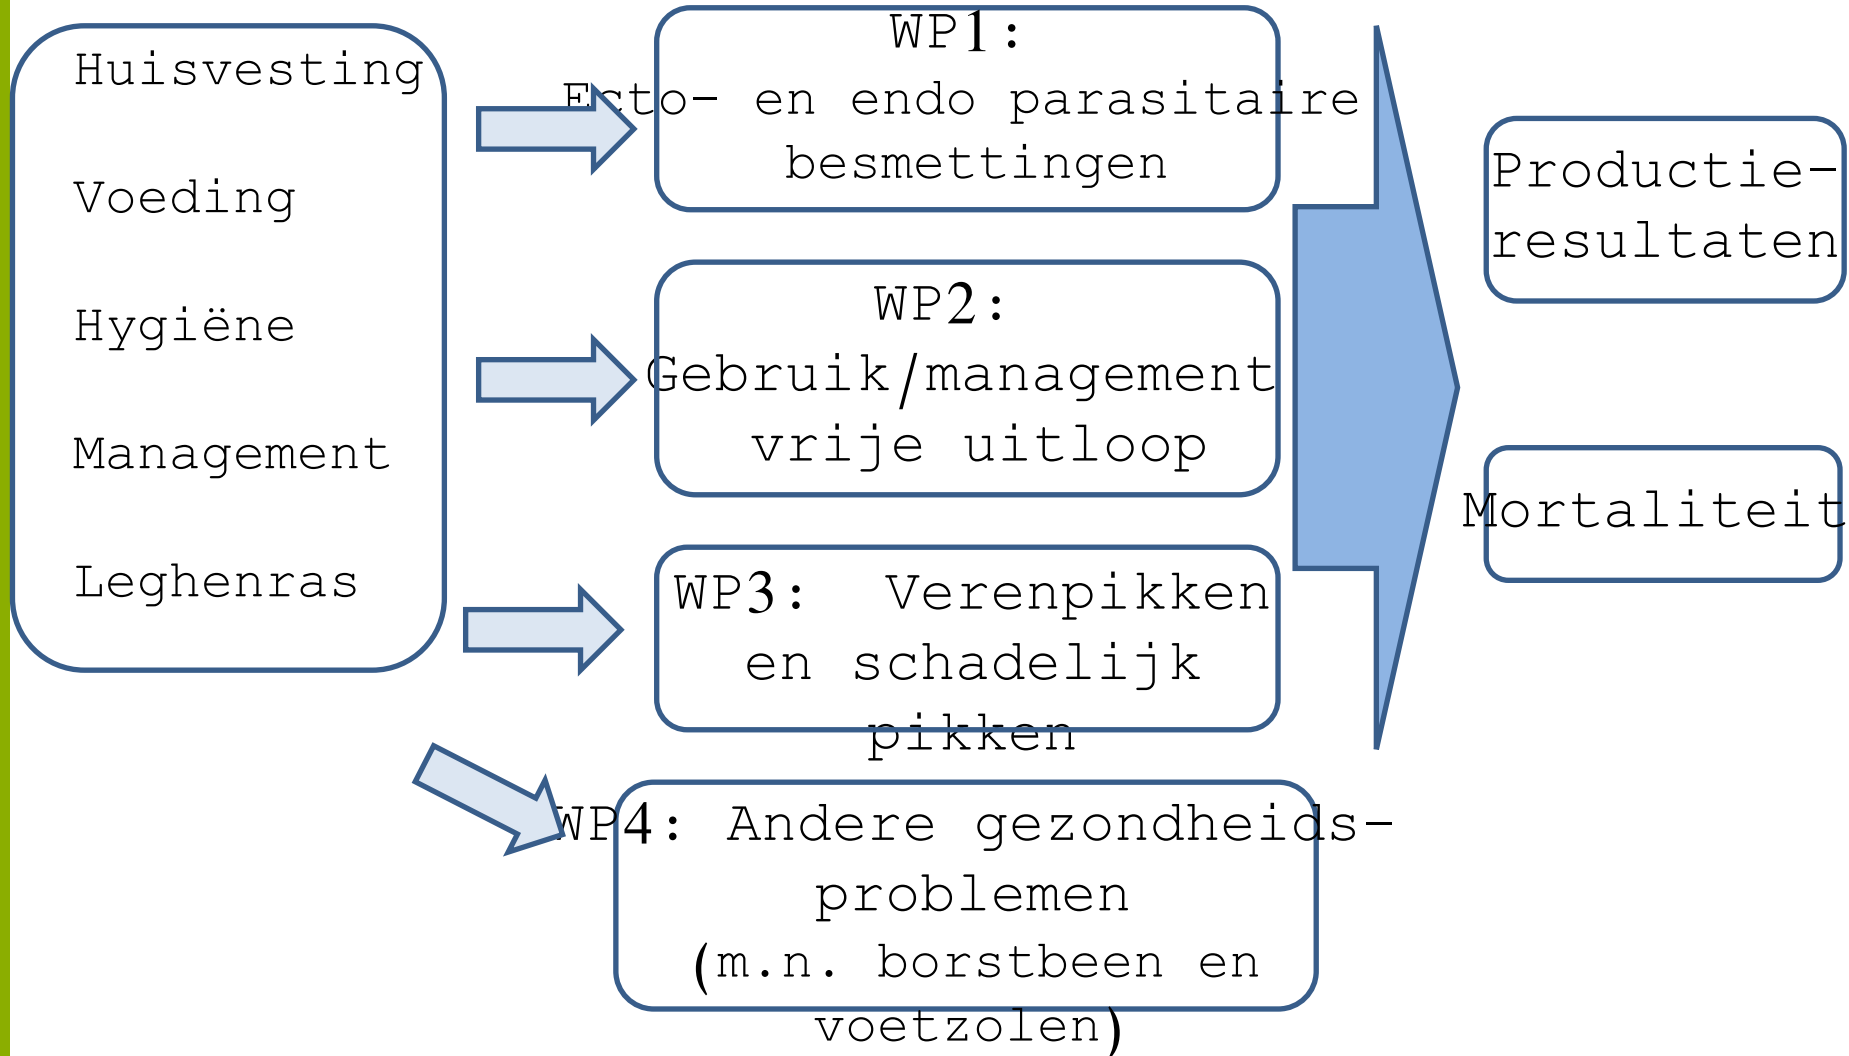 Huisvesting
Voeding
Hygiëne
Management
Leghenras
WP1:
Ecto- en endo parasitaire
besmettingen
WP2:
Gebruik/management
vrije uitloop
WP3: Verenpikken
en schadelijk
pikken
WP4: Andere gezondheids-
problemen
(m.n. borstbeen en
voetzolen)
Productie-
resultaten
Mortaliteit